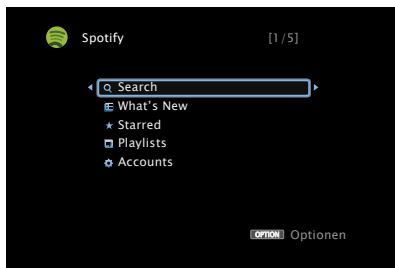 Spotify [1/5]
Search
What's New
Starred
Playlists
Accounts
OPTION Optionen